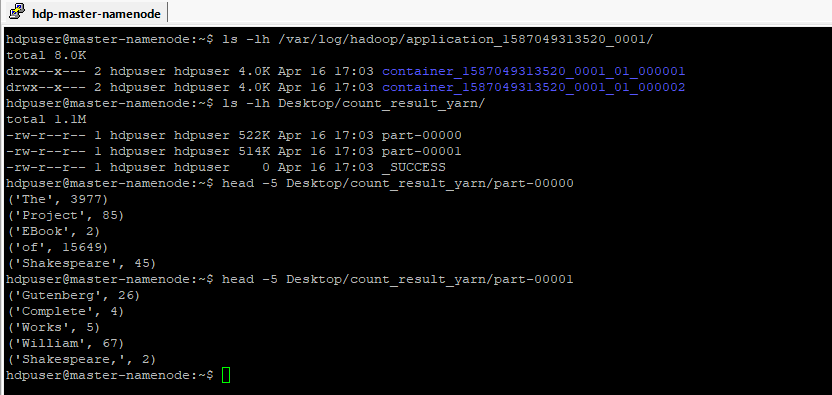 hdp-master-namenode
hdpuser@master-namenode:~$ ls -lh /var/log/hadoop/application_1587049313520_0001/
total 8.0K
drwx--x--- 2 hdpuser hdpuser 4.0K Apr 16 17:03 container_1587049313520_0001_01_000001
drwx--x--- 2 hdpuser hdpuser 4.0K Apr 16 17:03 container_1587049313520_0001_01_000002
hdpuser@master-namenode:~$ ls -lh Desktop/count_result_yarn/
total 1.1M
-rw-r--r-- 1 hdpuser hdpuser 522K Apr 16 17:03 part-00000
-rw-r--r-- 1 hdpuser hdpuser 514K Apr 16 17:03 part-00001
-rw-r--r-- 1 hdpuser hdpuser    0 Apr 16 17:03 _SUCCESS
hdpuser@master-namenode:~$ head -5 Desktop/count_result_yarn/part-00000
('The', 3977)
('Project', 85)
('EBook', 2)
('of', 15649)
('Shakespeare', 45)
hdpuser@master-namenode:~$ head -5 Desktop/count_result_yarn/part-00001
('Gutenberg', 26)
('Complete', 4)
('Works', 5)
('William', 67)
('Shakespeare,', 2)
hdpuser@master-namenode:~$